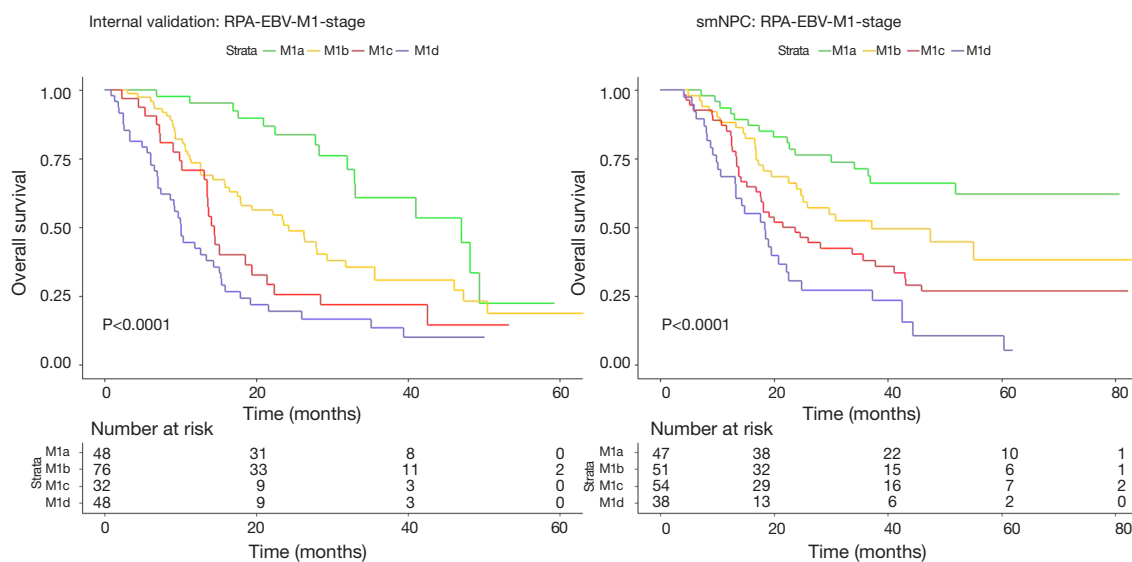 Internal validation: RPA-EBV-M1-stage
Strata M1a M1b M1c M1d
Overall survival
1.00
0.75
0.50
0.25
0.00
P<0.0001
0 20 40 60
Time (months)
Number at risk
Strata
M1a 48 31 8 0
M1b 76 33 11 2
M1c 32 9 3 0
M1d 48 9 3 0
0 20 40 60
Time (months)
smNPC: RPA-EBV-M1-stage
Strata M1a M1b M1c M1d
Overall survival
1.00
0.75
0.50
0.25
0.00
P<0.0001
0 20 40 60 80
Time (months)
Number at risk
Strata
M1a 47 38 22 10 1
M1b 51 32 15 6 1
M1c 54 29 16 7 2
M1d 38 13 6 2 0
0 20 40 60 80
Time (months)